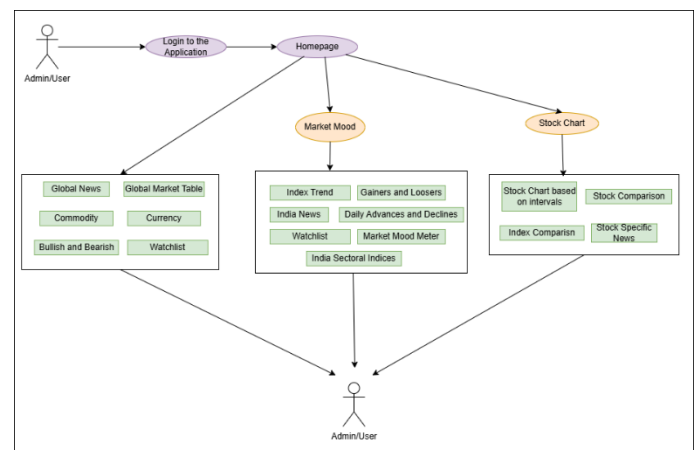 Login to the
Application
Homepage
Admin/User
Market Mood
Stock Chart
Global News
Global Market Table
Commodity
Currency
Bullish and Bearish
Watchlist
Index Trend
Gainers and Loosers
India News
Daily Advances and Declines
Watchlist
Market Mood Meter
India Sectoral Indices
Stock Chart based
on intervals
Stock Comparison
Index Comparisn
Stock Specific
News
Admin/User